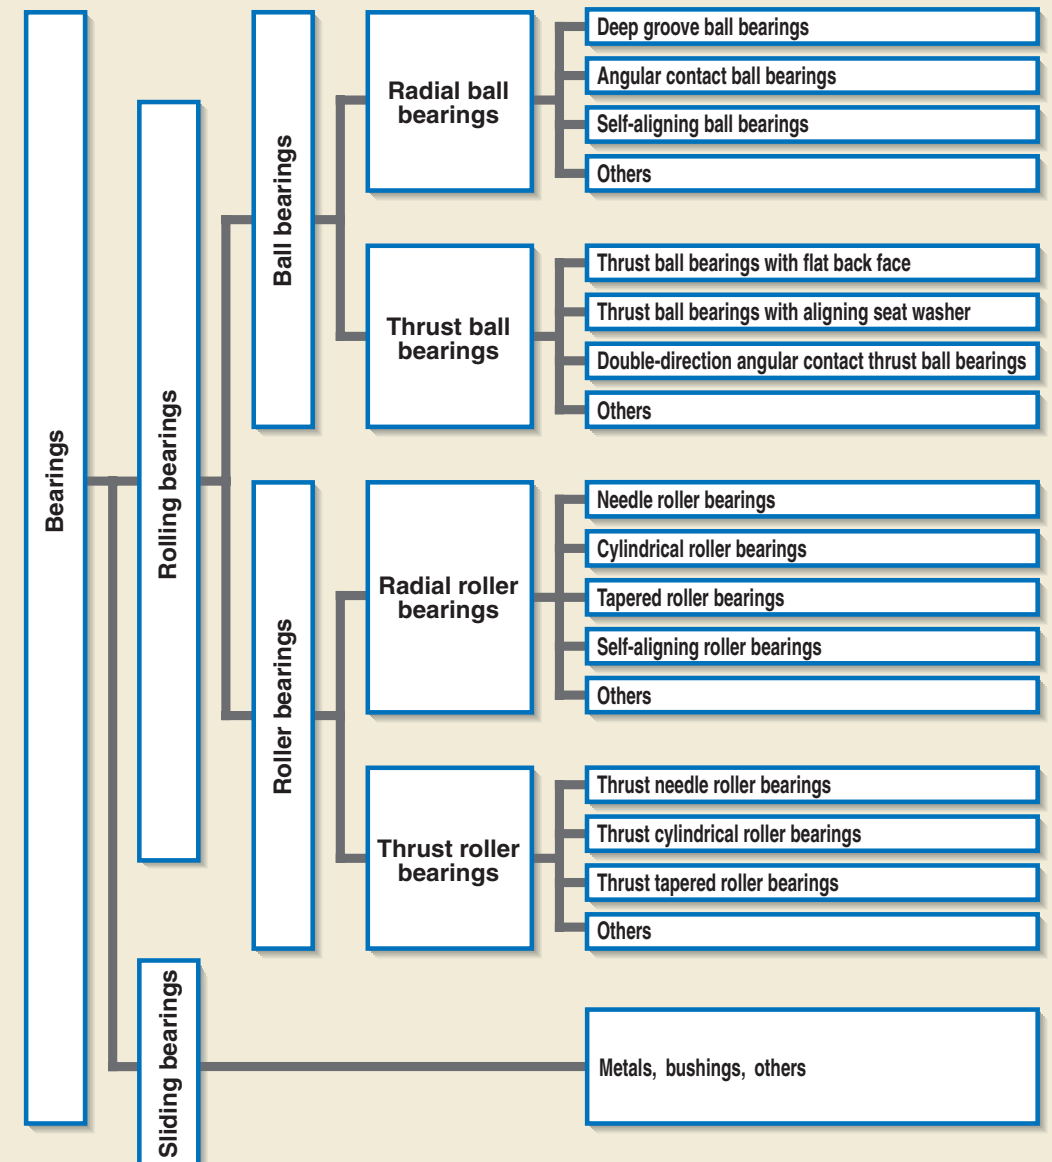 Bearings
Rolling bearings
Ball bearings
Radial ball
bearings
Deep groove ball bearings
Angular contact ball bearings
Self-aligning ball bearings
Others
Thrust ball
bearings
Thrust ball bearings with flat back face
Thrust ball bearings with aligning seat washer
Double-direction angular contact thrust ball bearings
Others
Roller bearings
Radial roller
bearings
Needle roller bearings
Cylindrical roller bearings
Tapered roller bearings
Self-aligning roller bearings
Others
Thrust roller
bearings
Thrust needle roller bearings
Thrust cylindrical roller bearings
Thrust tapered roller bearings
Others
Sliding bearings
Metals, bushings, others